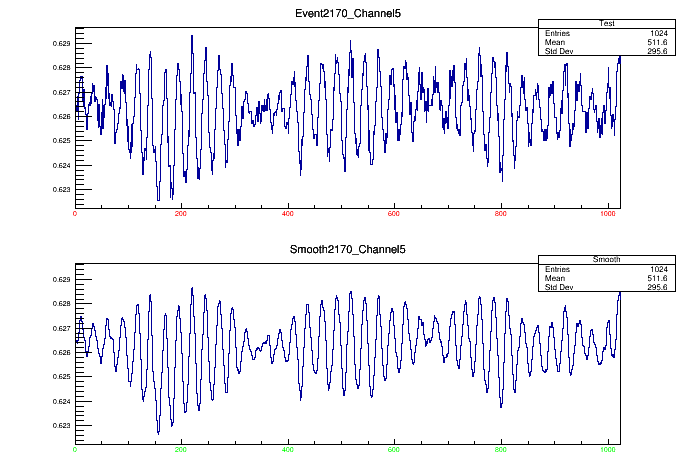 Event2170_Channel5
Test
Entries 1024
Mean 511.6
Std Dev 295.6
0.629
0.628
0.627
0.626
0.625
0.624
0.623
0 200 400 600 800 1000
Smooth2170_Channel5
Smooth
Entries 1024
Mean 511.6
Std Dev 295.6
0.629
0.628
0.627
0.626
0.625
0.624
0.623
0 200 400 600 800 1000